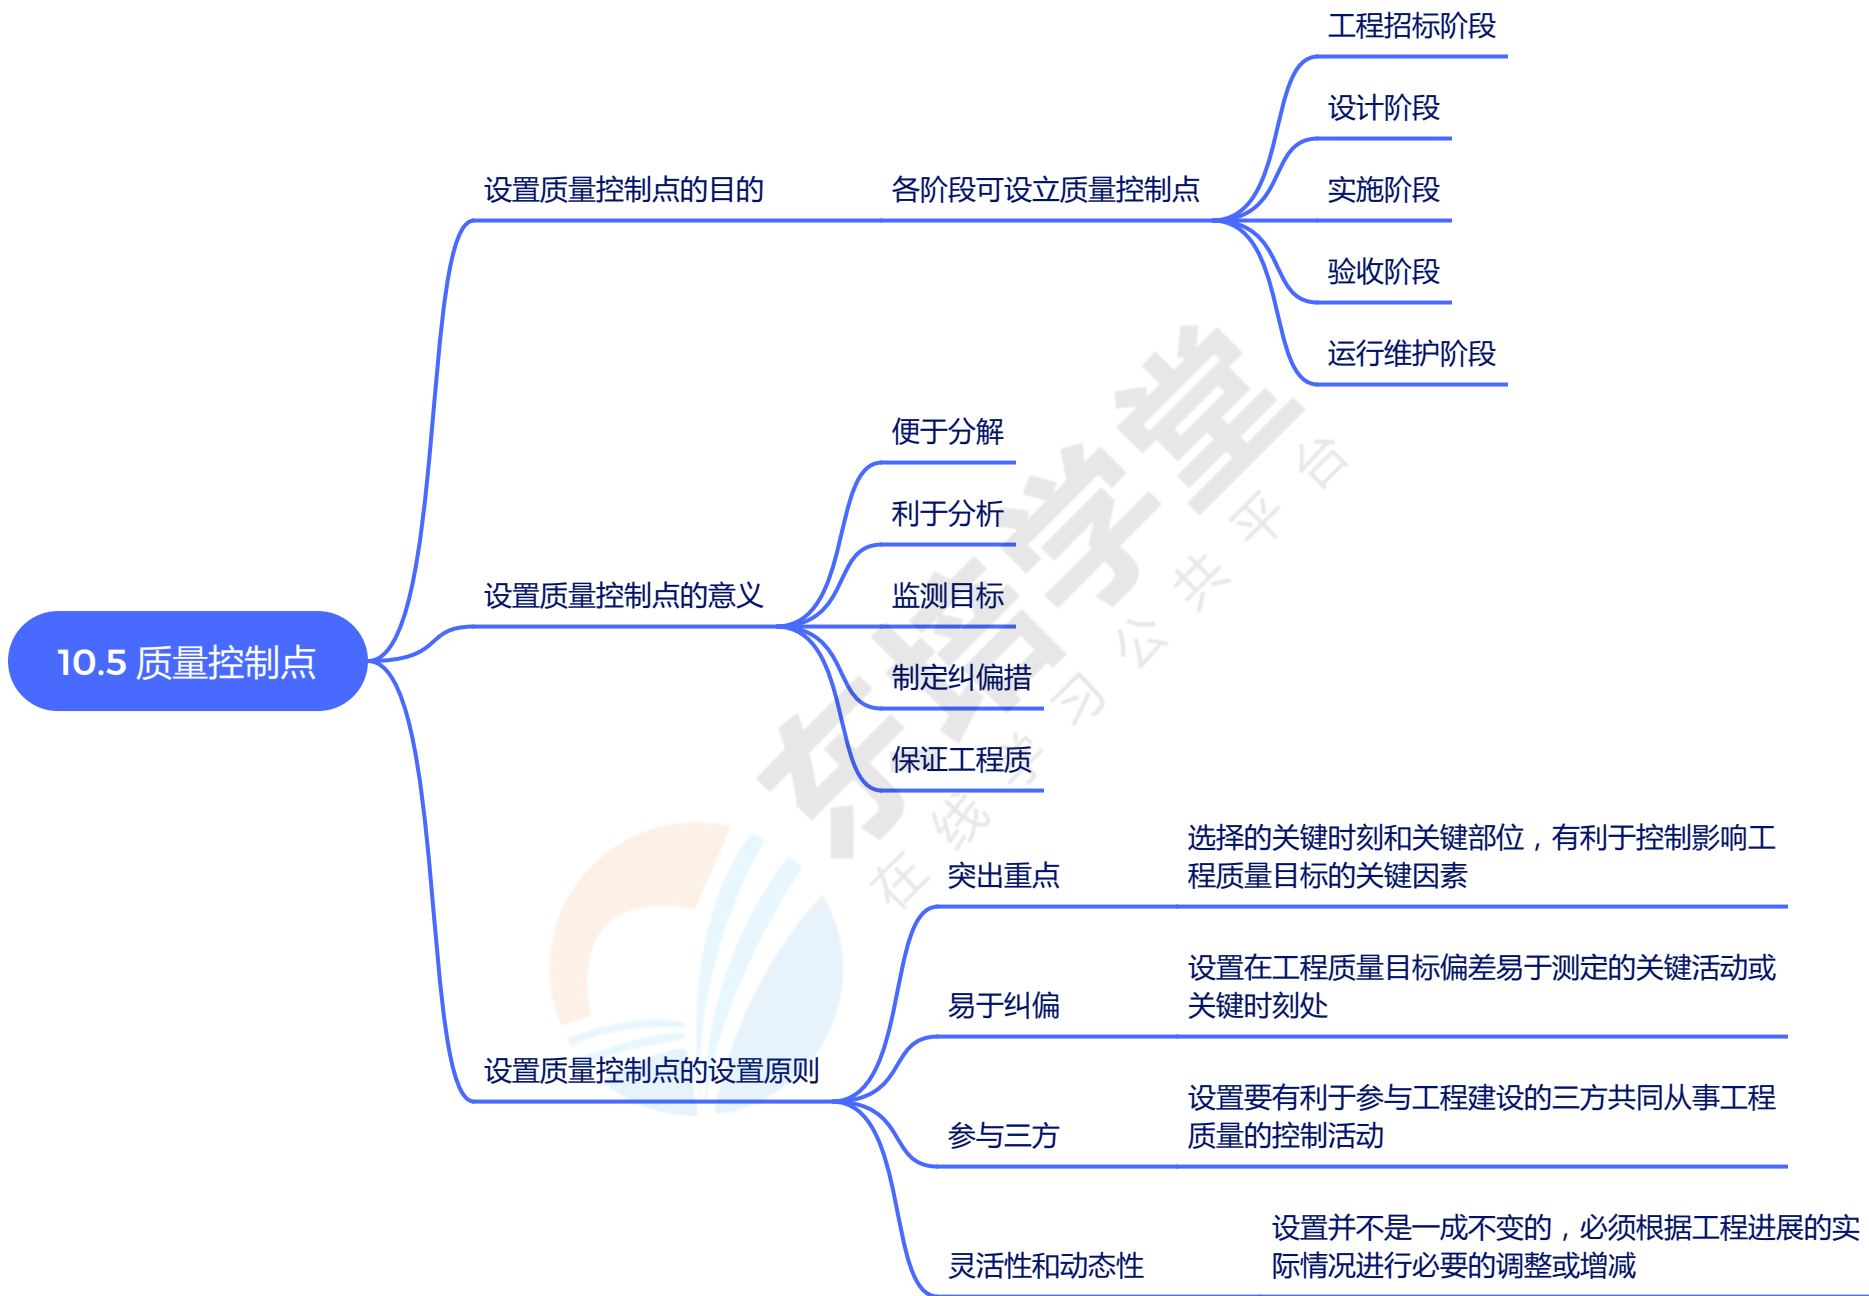 10.5 质量控制点
设置质量控制点的目的
各阶段可设立质量控制点
工程招标阶段
设计阶段
实施阶段
验收阶段
运行维护阶段
设置质量控制点的意义
便于分解
利于分析
监测目标
制定纠偏措
保证工程质
设置质量控制点的设置原则
突出重点
选择的关键时刻和关键部位，有利于控制影响工
程质量目标的关键因素
易于纠偏
设置在工程质量目标偏差易于测定的关键活动或
关键时刻处
参与三方
设置要有利于参与工程建设的三方共同从事工程
质量的控制活动
灵活性和动态性
设置并不是一成不变的，必须根据工程进展的实
际情况进行必要的调整或增减
东培学堂
在线学习公共平台